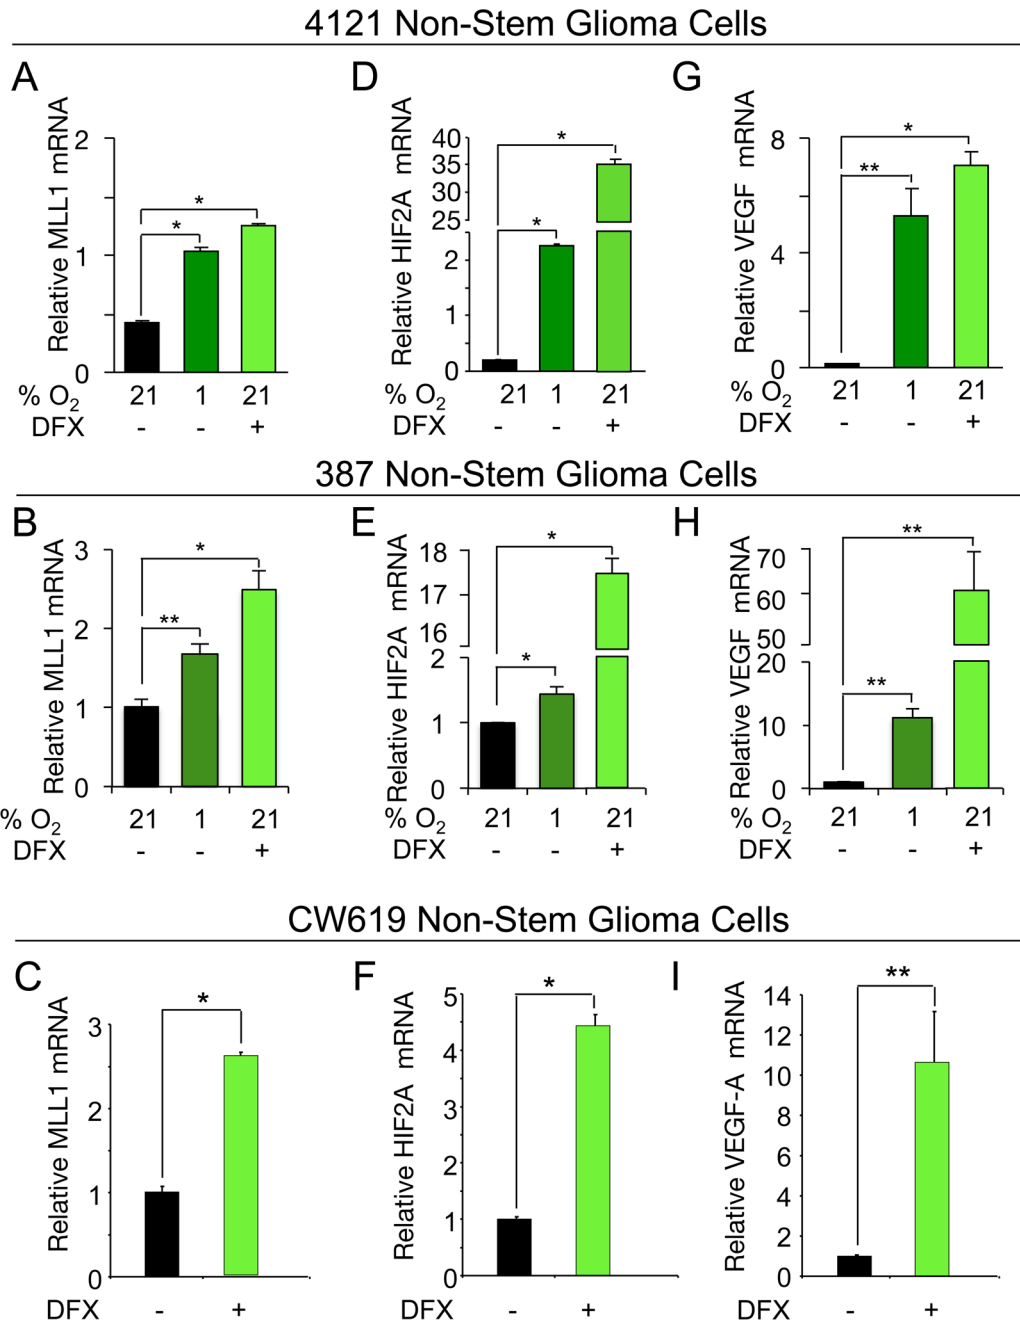 4121 Non-Stem Glioma Cells
A
Relative MLL1 mRNA
2
1
0
*
*
% O2 21 1 21
DFX - - +
D
Relative HIF2A mRNA
40
35
30
25
2
1
0
*
*
% O2 21 1 21
DFX - - +
G
Relative VEGF mRNA
8
4
0
*
**
% O2 21 1 21
DFX - - +
387 Non-Stem Glioma Cells
B
Relative MLL1 mRNA
3
2
1
0
*
**
% O2 21 1 21
DFX - - +
E
Relative HIF2A mRNA
18
17
16
2
1
0
*
*
% O2 21 1 21
DFX - - +
H
Relative VEGF mRNA
70
60
50
20
10
0
**
**
% O2 21 1 21
DFX - - +
CW619 Non-Stem Glioma Cells
C
Relative MLL1 mRNA
3
2
1
0
*
DFX - +
F
Relative HIF2A mRNA
5
4
3
2
1
0
*
DFX - +
I
Relative VEGF-A mRNA
14
12
10
8
6
4
2
0
**
DFX - +